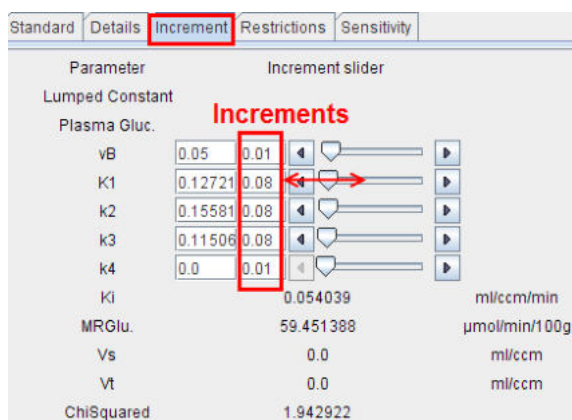 Standard Details Increment Restrictions Sensitivity
Parameter Increment slider
Lumped Constant
Increments
Plasma Gluc.
vB 0.05 0.01
K1 0.12721 0.08
k2 0.15581 0.08
k3 0.11506 0.08
k4 0.0 0.01
Ki 0.054039 ml/ccm/min
MRGlu. 59.451388 µmol/min/100g
Vs 0.0 ml/ccm
Vt 0.0 ml/ccm
ChiSquared 1.942922